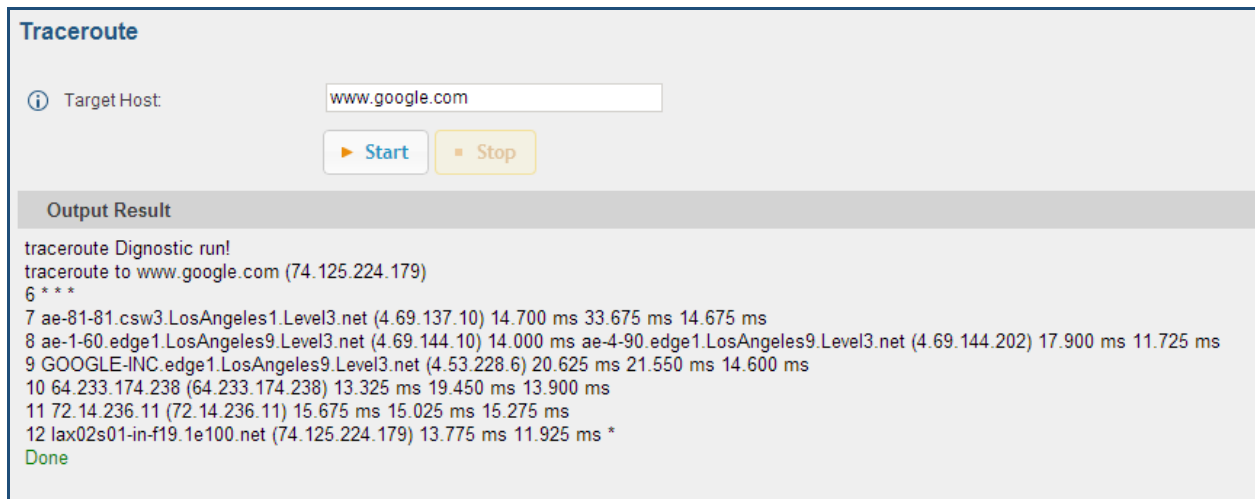 Traceroute
Target Host: www.google.com
Start Stop
Output Result
traceroute Dignostic run!
traceroute to www.google.com (74.125.224.179)
6 * * *
7 ae-81-81.csw3.LosAngeles1.Level3.net (4.69.137.10) 14.700 ms 33.675 ms 14.675 ms
8 ae-1-60.edge1.LosAngeles9.Level3.net (4.69.144.10) 14.000 ms ae-4-90.edge1.LosAngeles9.Level3.net (4.69.144.202) 17.900 ms 11.725 ms
9 GOOGLE-INC.edge1.LosAngeles9.Level3.net (4.53.228.6) 20.625 ms 21.550 ms 14.600 ms
10 64.233.174.238 (64.233.174.238) 13.325 ms 19.450 ms 13.900 ms
11 72.14.236.11 (72.14.236.11) 15.675 ms 15.025 ms 15.275 ms
12 lax02s01-in-f19.1e100.net (74.125.224.179) 13.775 ms 11.925 ms *
Done